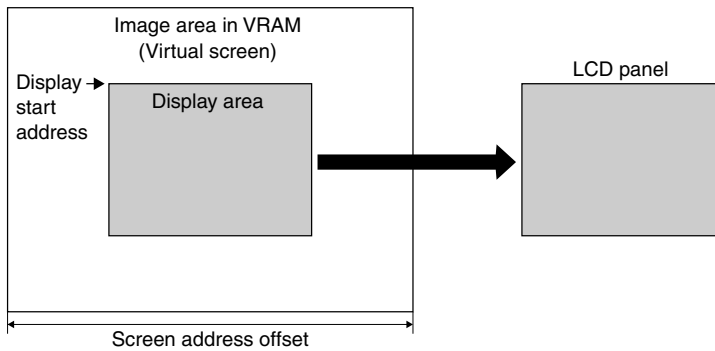 Image area in VRAM
(Virtual screen)
Display
start
address
Display area
LCD panel
Screen address offset